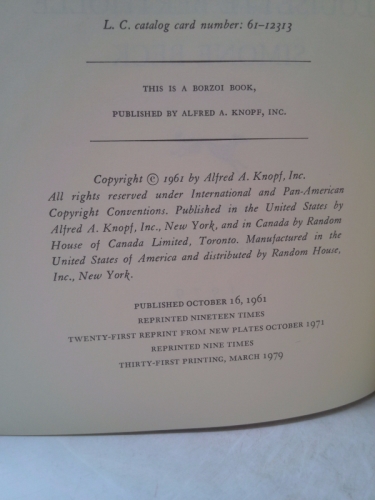 L. C. catalog card number: 61-12313
THIS IS A BORZOI BOOK,
PUBLISHED BY ALFRED A. KNOPF, INC.
Copyright © 1961 by Alfred A. Knopf, Inc.
All rights reserved under International and Pan-American
Copyright Conventions. Published in the United States by
Alfred A. Knopf, Inc., New York, and in Canada by Random
House of Canada Limited, Toronto. Manufactured in the
United States of America and distributed by Random House,
Inc., New York.
PUBLISHED OCTOBER 16, 1961
REPRINTED NINETEEN TIMES
TWENTY-FIRST REPRINT FROM NEW PLATES OCTOBER 1971
REPRINTED NINE TIMES
THIRTY-FIRST PRINTING, MARCH 1979